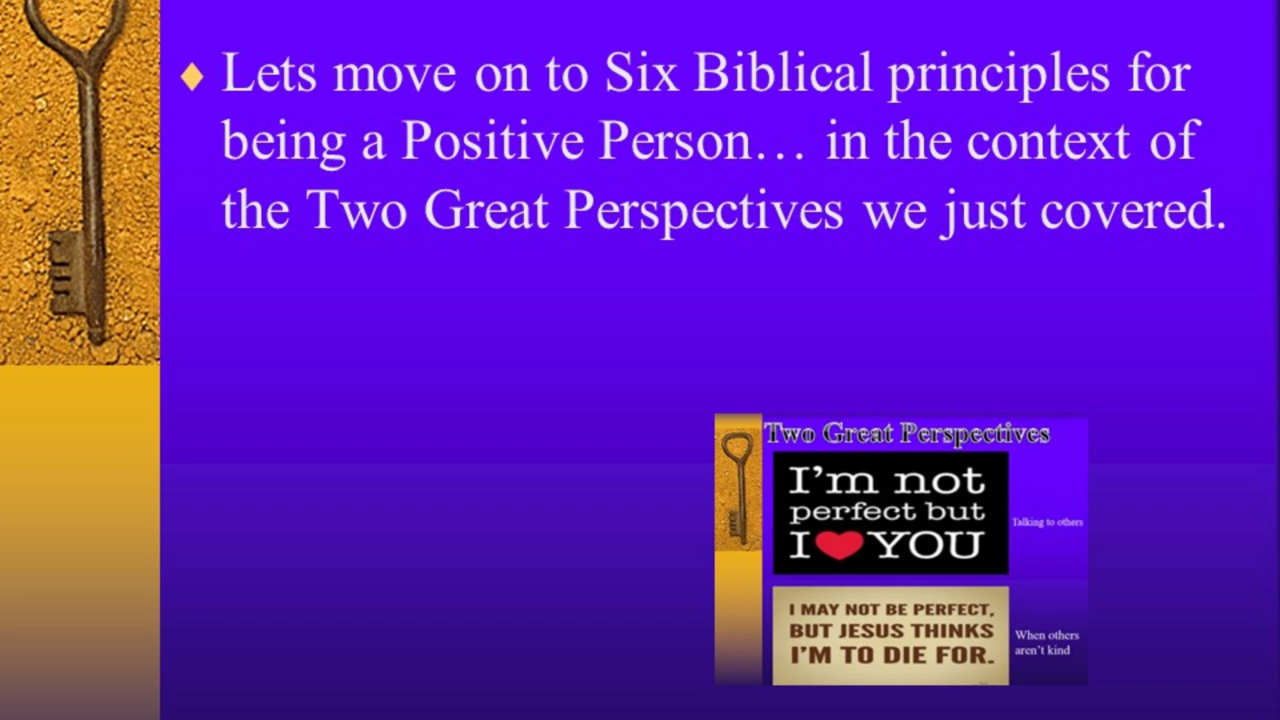 Lets move on to Six Biblical principles for
being a Positive Person… in the context of
the Two Great Perspectives we just covered.
Two Great Perspectives
I'm not
perfect but
I ❤ YOU
Talking to others
I MAY NOT BE PERFECT,
BUT JESUS THINKS
I'M TO DIE FOR.
When others
aren't kind